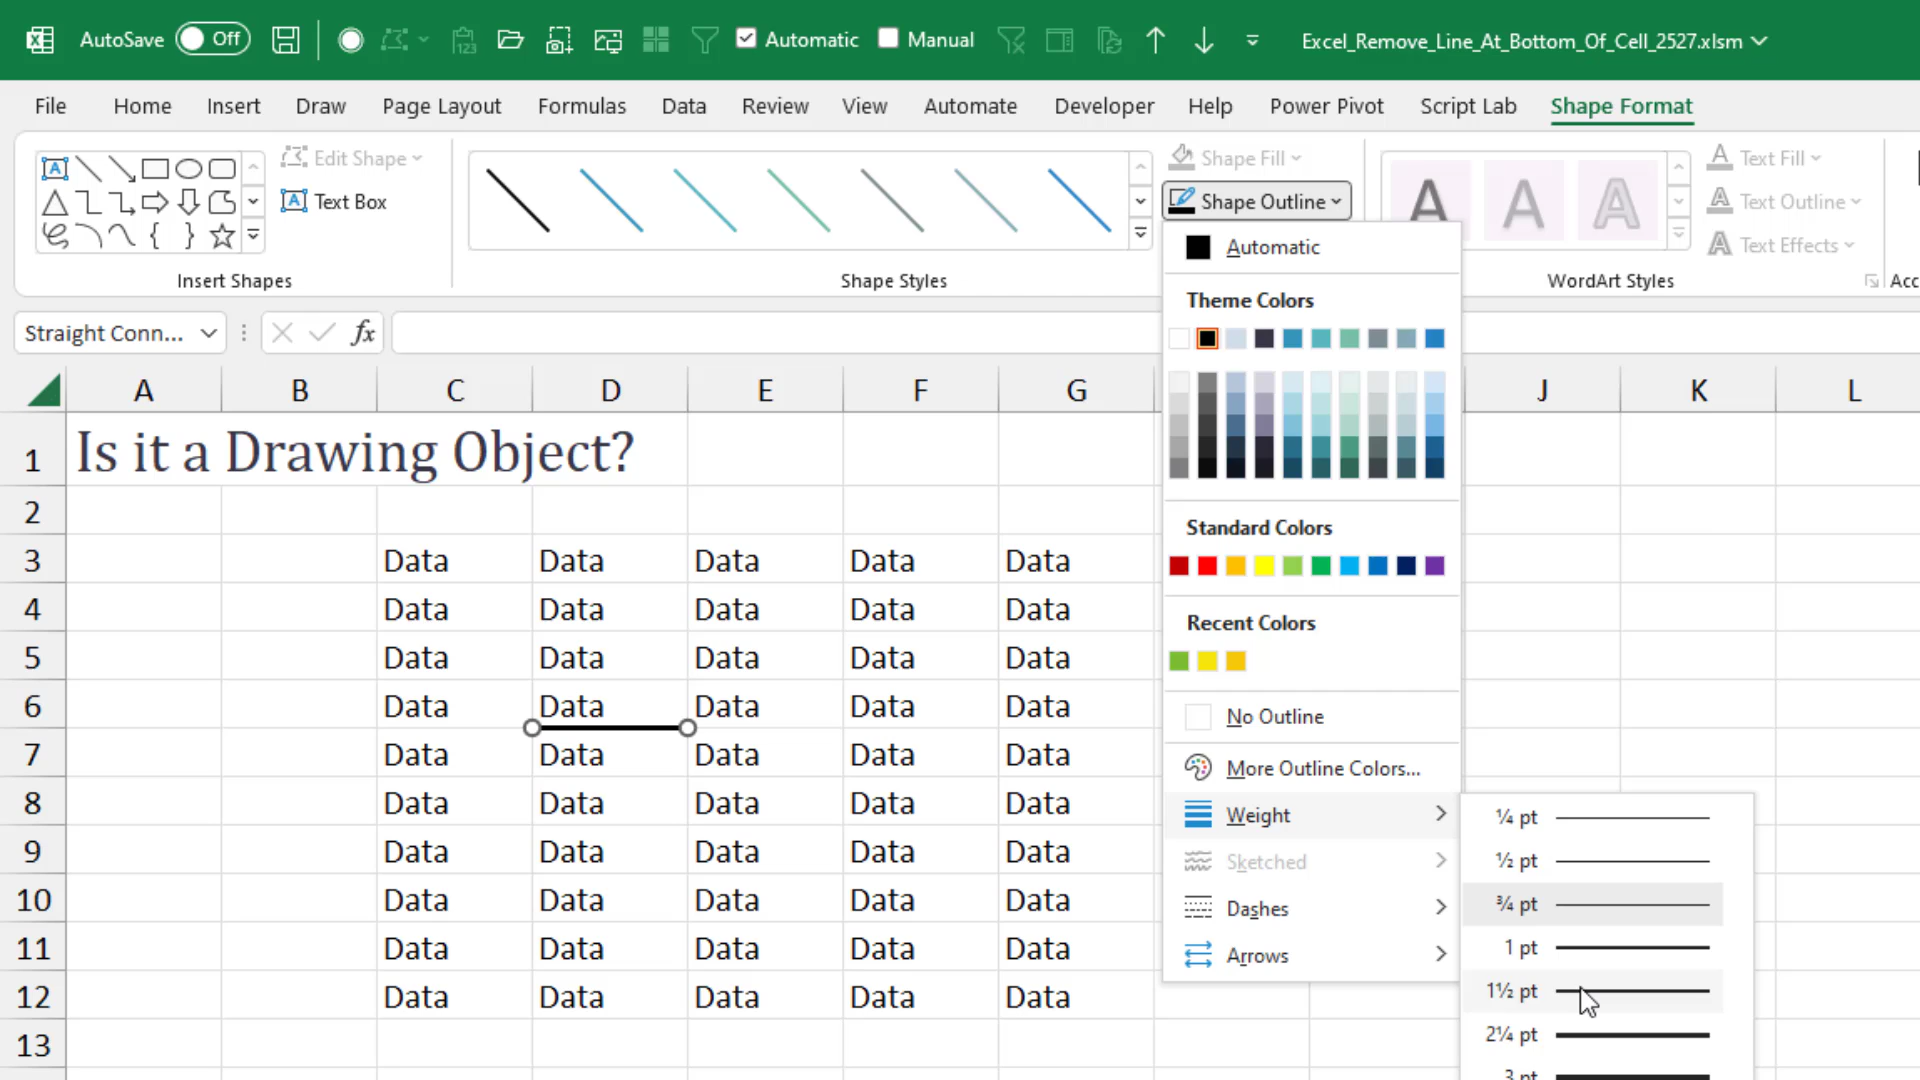 AutoSave Off Automatic Manual Excel_Remove_Line_At_Bottom_Of_Cell_2527.xlsm
File Home Insert Draw Page Layout Formulas Data Review View Automate Developer Help Power Pivot Script Lab Shape Format
Edit Shape
Text Box
Insert Shapes
Shape Styles
Shape Fill
Shape Outline
A A A
WordArt Styles
Text Fill
Text Outline
Text Effects
Acc
Straight Conn... fx
A B C D E F G J K L
1 Is it a Drawing Object?
2
3 Data Data Data Data Data
4 Data Data Data Data Data
5 Data Data Data Data Data
6 Data Data Data Data Data
7 Data Data Data Data Data
8 Data Data Data Data Data
9 Data Data Data Data Data
10 Data Data Data Data Data
11 Data Data Data Data Data
12 Data Data Data Data Data
13
Automatic
Theme Colors
Standard Colors
Recent Colors
No Outline
More Outline Colors...
Weight
Sketched
Dashes
Arrows
¼ pt
½ pt
¾ pt
1 pt
1½ pt
2¼ pt
3 pt